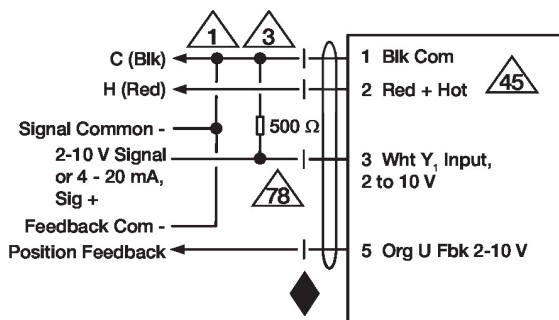 1
3
C (Blk)
H (Red)
Signal Common -
2-10 V Signal
or 4 - 20 mA,
Sig +
Feedback Com -
Position Feedback
500 Ω
78
1 Blk Com
2 Red + Hot
45
3 Wht Y1 Input,
2 to 10 V
5 Org U Fbk 2-10 V